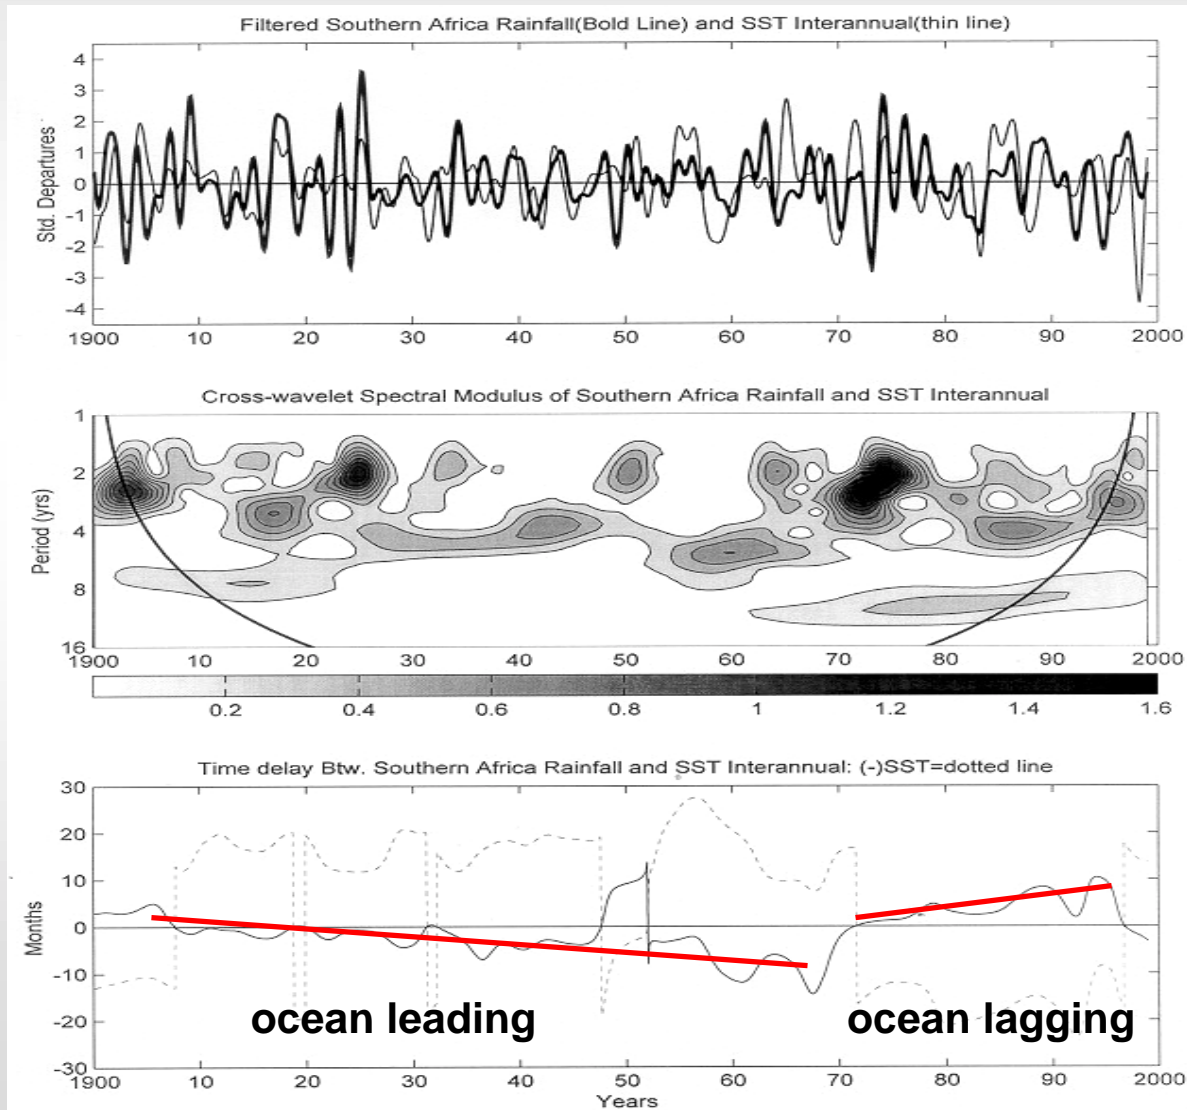 Filtered Southern Africa Rainfall(Bold Line) and SST Interannual(thin line)
Std. Departures
4
3
2
1
0
-1
-2
-3
-4
1900 10 20 30 40 50 60 70 80 90 2000
Cross-wavelet Spectral Modulus of Southern Africa Rainfall and SST Interannual
Period (yrs)
1
2
4
8
16
1900 10 20 30 40 50 60 70 80 90 2000
0.2 0.4 0.6 0.8 1 1.2 1.4 1.6
Time delay Btw. Southern Africa Rainfall and SST Interannual: (-)SST=dotted line
Months
30
20
10
0
-10
-20
-30
ocean leading ocean lagging
1900 10 20 30 40 50 60 70 80 90 2000
Years